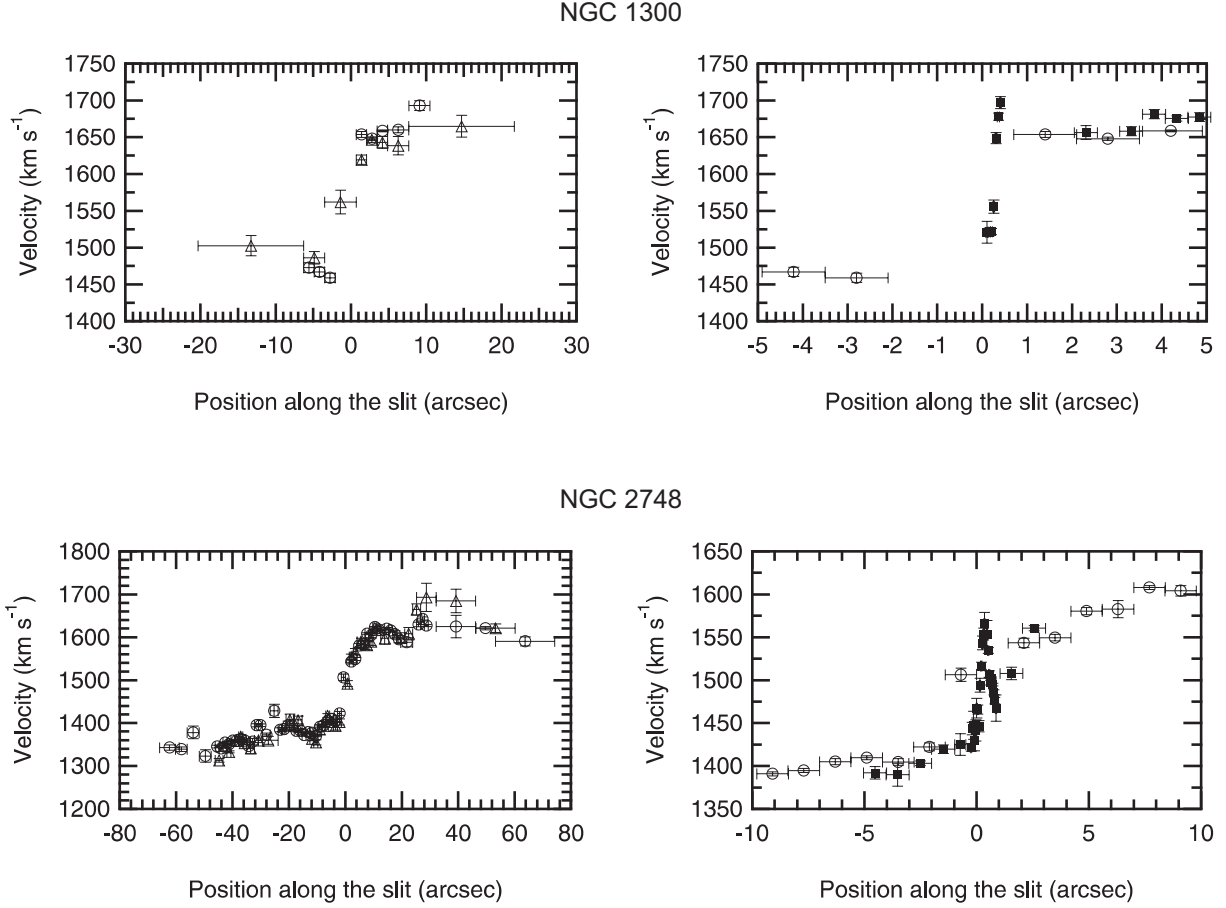 NGC 1300
1750
1700
1650
1600
1550
1500
1450
1400
Velocity (km s⁻¹)
-30 -20 -10 0 10 20 30
Position along the slit (arcsec)
1750
1700
1650
1600
1550
1500
1450
1400
Velocity (km s⁻¹)
-5 -4 -3 -2 -1 0 1 2 3 4 5
Position along the slit (arcsec)
NGC 2748
1800
1700
1600
1500
1400
1300
1200
Velocity (km s⁻¹)
-80 -60 -40 -20 0 20 40 60 80
Position along the slit (arcsec)
1650
1600
1550
1500
1450
1400
1350
Velocity (km s⁻¹)
-10 -5 0 5 10
Position along the slit (arcsec)